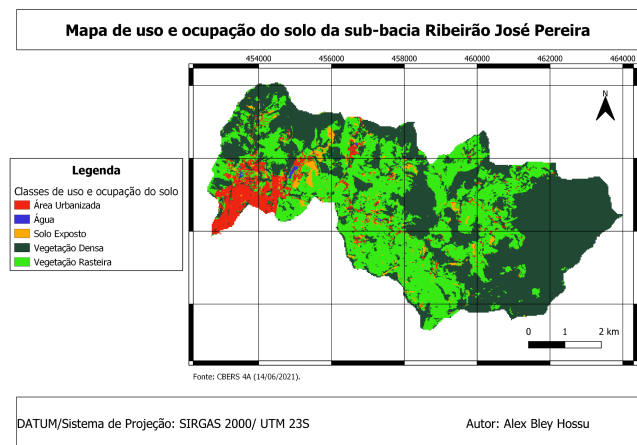 Mapa de uso e ocupação do solo da sub-bacia Ribeirão José Pereira
454000 456000 458000 460000 462000 464000
N
Legenda
Classes de uso e ocupação do solo
Área Urbanizada
Água
Solo Exposto
Vegetação Densa
Vegetação Rasteira
0 1 2 km
Fonte: CBERS 4A (14/06/2021).
DATUM/Sistema de Projeção: SIRGAS 2000/ UTM 23S Autor: Alex Bley Hossu